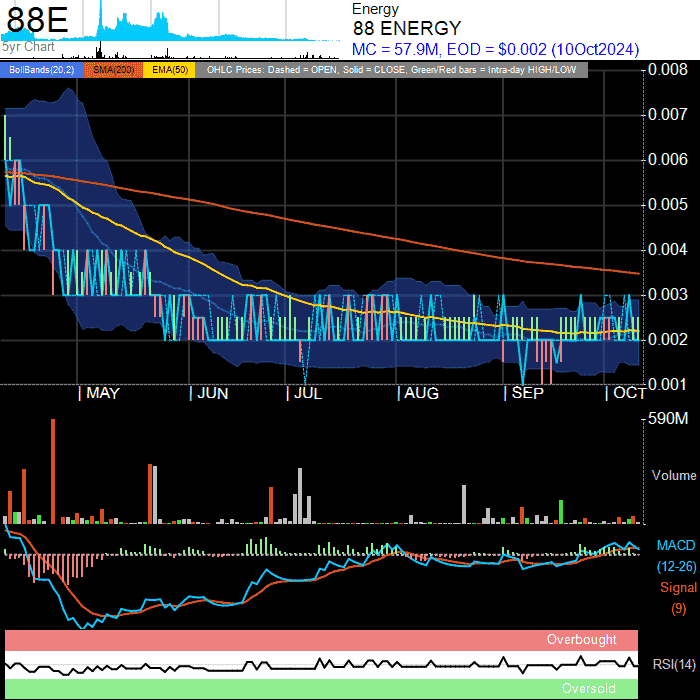 88E
5yr Chart
Energy
88 ENERGY
MC = 57.9M, EOD = $0.002 (10Oct2024)
BollBands(20,2) SMA(200) EMA(50) OHLC Prices: Dashed = OPEN, Solid = CLOSE, Green/Red bars = Intra-day HIGH/LOW
0.008
0.007
0.006
0.005
0.004
0.003
0.002
0.001
MAY JUN JUL AUG SEP OCT
590M
Volume
MACD
(12-26)
Signal
(9)
Overbought
RSI(14)
Oversold